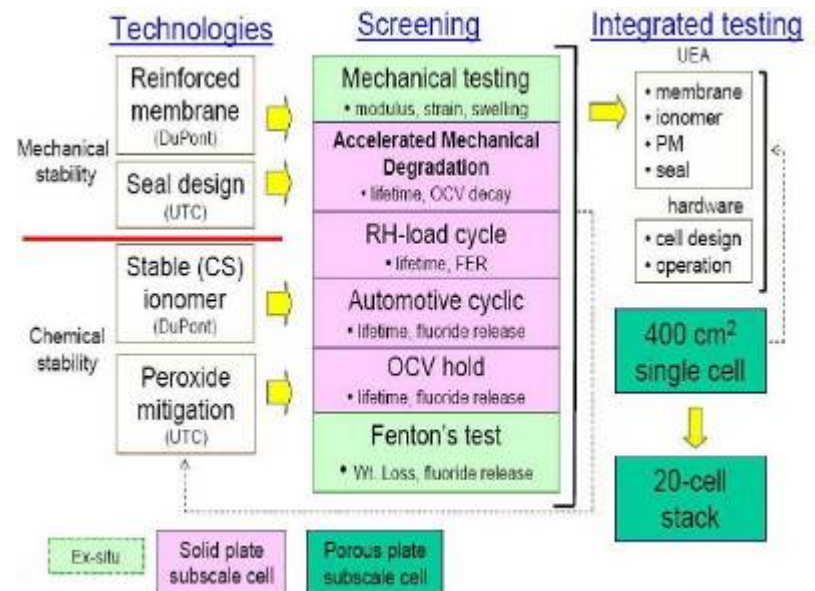 Technologies
Screening
Integrated testing
Mechanical
stability
Reinforced
membrane
(DuPont)
Seal design
(UTC)
Chemical
stability
Stable (CS)
ionomer
(DuPont)
Peroxide
mitigation
(UTC)
Mechanical testing
• modulus, strain, swelling
Accelerated Mechanical
Degradation
• lifetime, OCV decay
RH-load cycle
• lifetime, FER
Automotive cyclic
• lifetime, fluoride release
OCV hold
• lifetime, fluoride release
Fenton's test
• Wt. Loss, fluoride release
UEA
• membrane
• ionomer
• PM
• seal
hardware
• cell design
• operation
400 cm²
single cell
20-cell
stack
Ex-situ
Solid plate
subscale cell
Porous plate
subscale cell